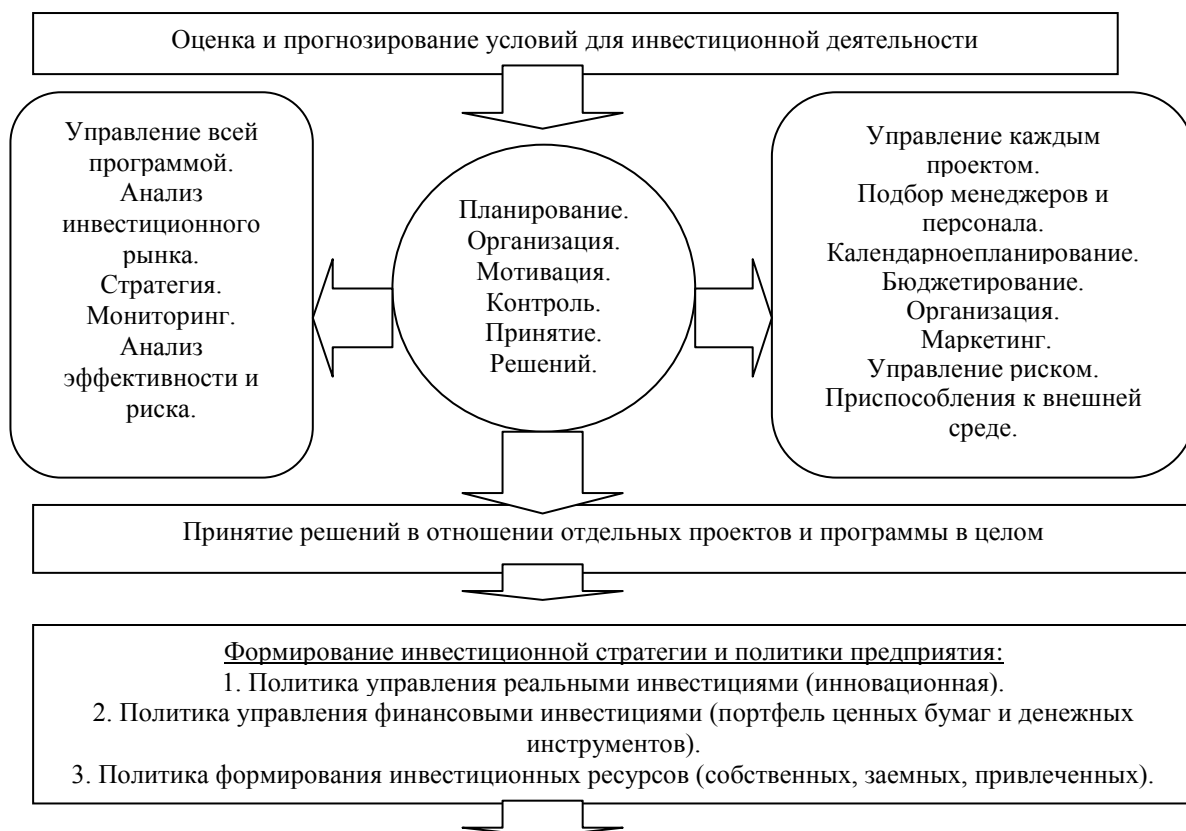 Оценка и прогнозирование условий для инвестиционной деятельности
Управление всей
программой.
Анализ
инвестиционного
рынка.
Стратегия.
Мониторинг.
Анализ
эффективности и
риска.
Планирование.
Организация.
Мотивация.
Контроль.
Принятие.
Решений.
Управление каждым
проектом.
Подбор менеджеров и
персонала.
Календарноепланирование.
Бюджетирование.
Организация.
Маркетинг.
Управление риском.
Приспособления к внешней
среде.
Принятие решений в отношении отдельных проектов и программы в целом
Формирование инвестиционной стратегии и политики предприятия:
1. Политика управления реальными инвестициями (инновационная).
2. Политика управления финансовыми инвестициями (портфель ценных бумаг и денежных
инструментов).
3. Политика формирования инвестиционных ресурсов (собственных, заемных, привлеченных).